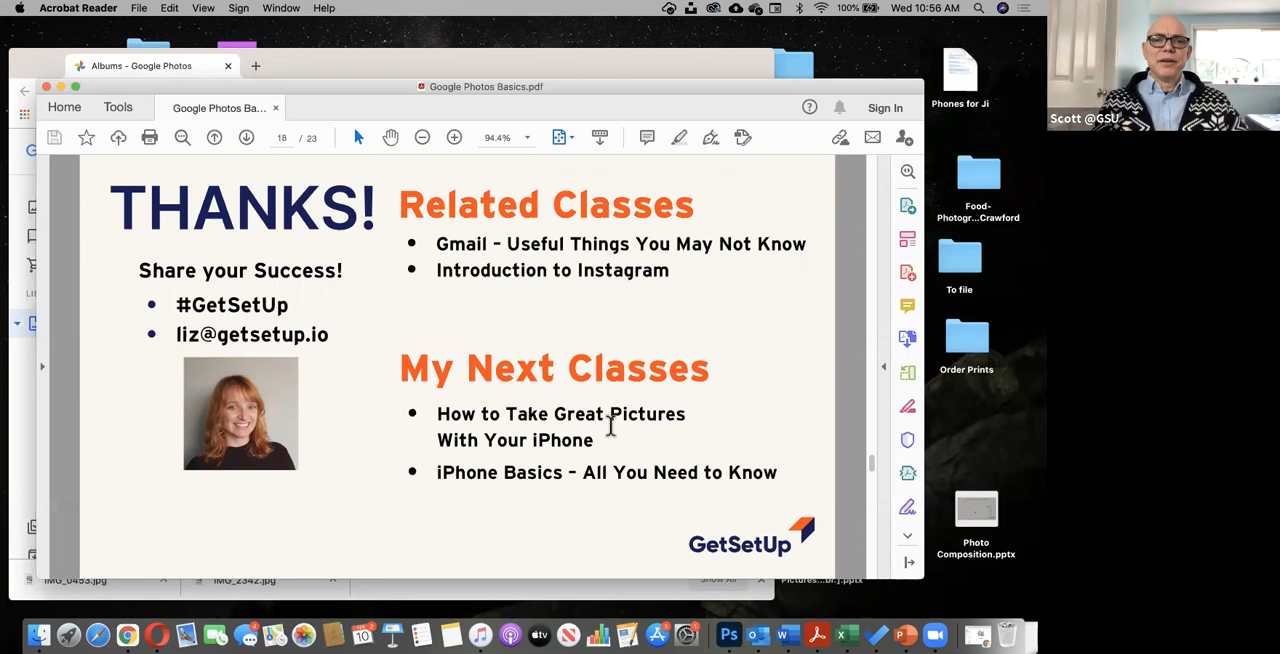 Acrobat Reader File Edit View Sign Window Help 100% Wed 10:56 AM
Albums - Google Photos
Google Photos Basics.pdf
Home Tools Google Photos Ba... Sign In
18 / 23 94.4%
THANKS!
Share your Success!
#GetSetUp
liz@getsetup.io
Related Classes
Gmail – Useful Things You May Not Know
Introduction to Instagram
My Next Classes
How to Take Great Pictures
With Your iPhone
iPhone Basics – All You Need to Know
GetSetUp
IMG_0453.jpg IMG_2342.jpg Show All
Phones for Ji
Food-
Photogr...Crawford
To file
Order Prints
Photo
Composition.pptx
Scott @GSU